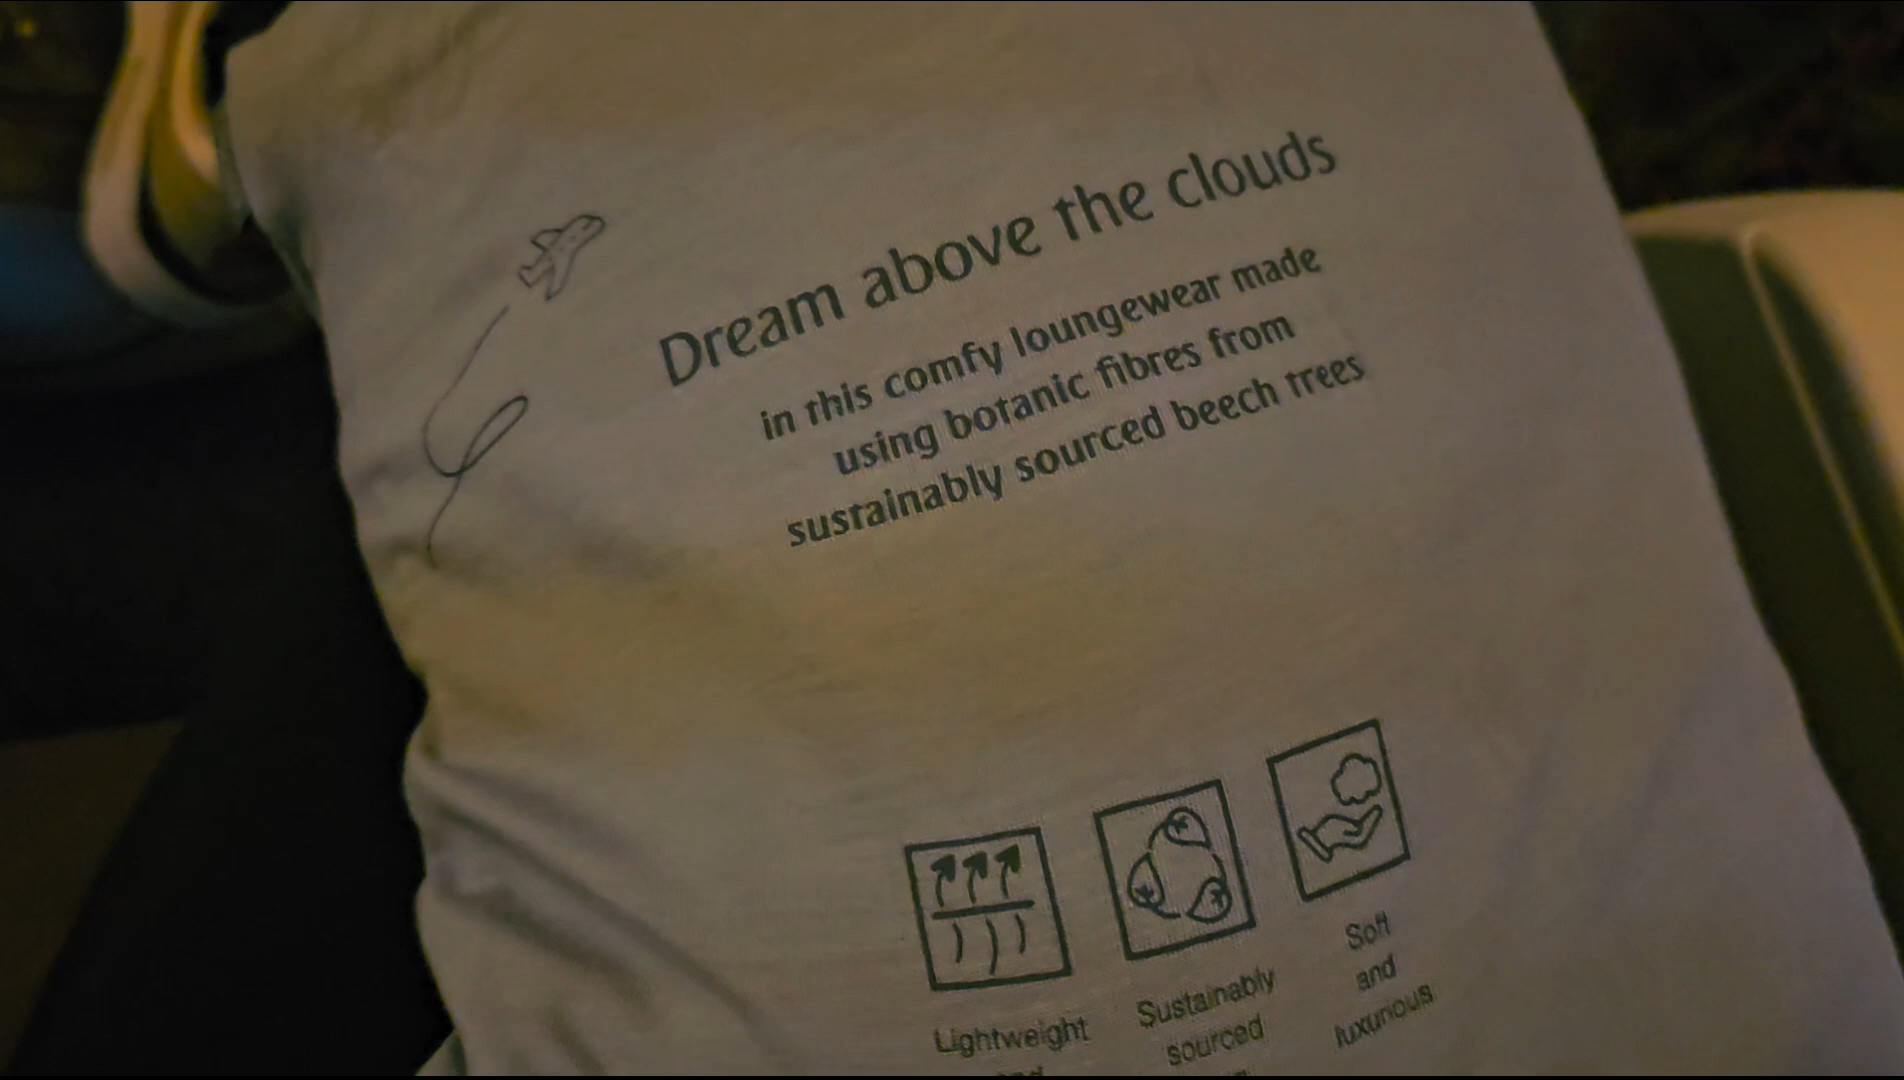 Dream above the clouds
in this comfy loungewear made
using botanic fibres from
sustainably sourced beech trees
Lightweight
Sustainably
sourced
Soft
and
luxurious